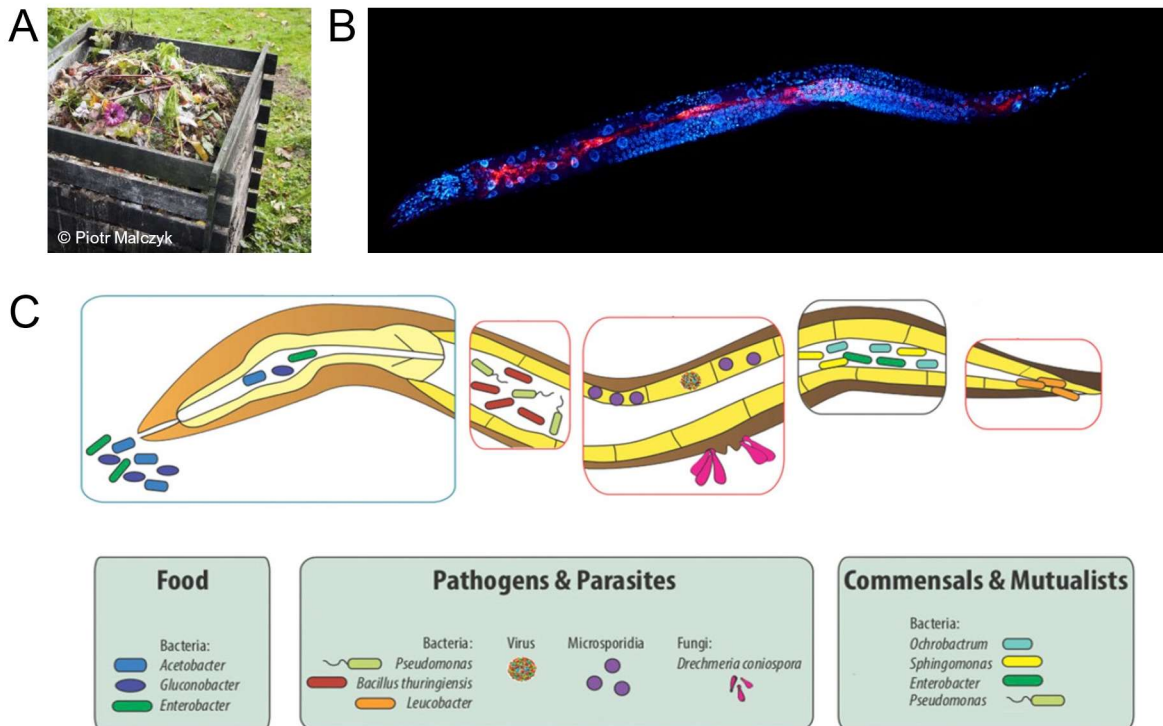 A
B
© Piotr Malczyk
C
Food
Bacteria:
Acetobacter
Gluconobacter
Enterobacter
Pathogens & Parasites
Bacteria:
Pseudomonas
Bacillus thuringiensis
Leucobacter
Virus
Microsporidia
Fungi:
Drechmeria coniospora
Commensals & Mutualists
Bacteria:
Ochrobactrum
Sphingomonas
Enterobacter
Pseudomonas